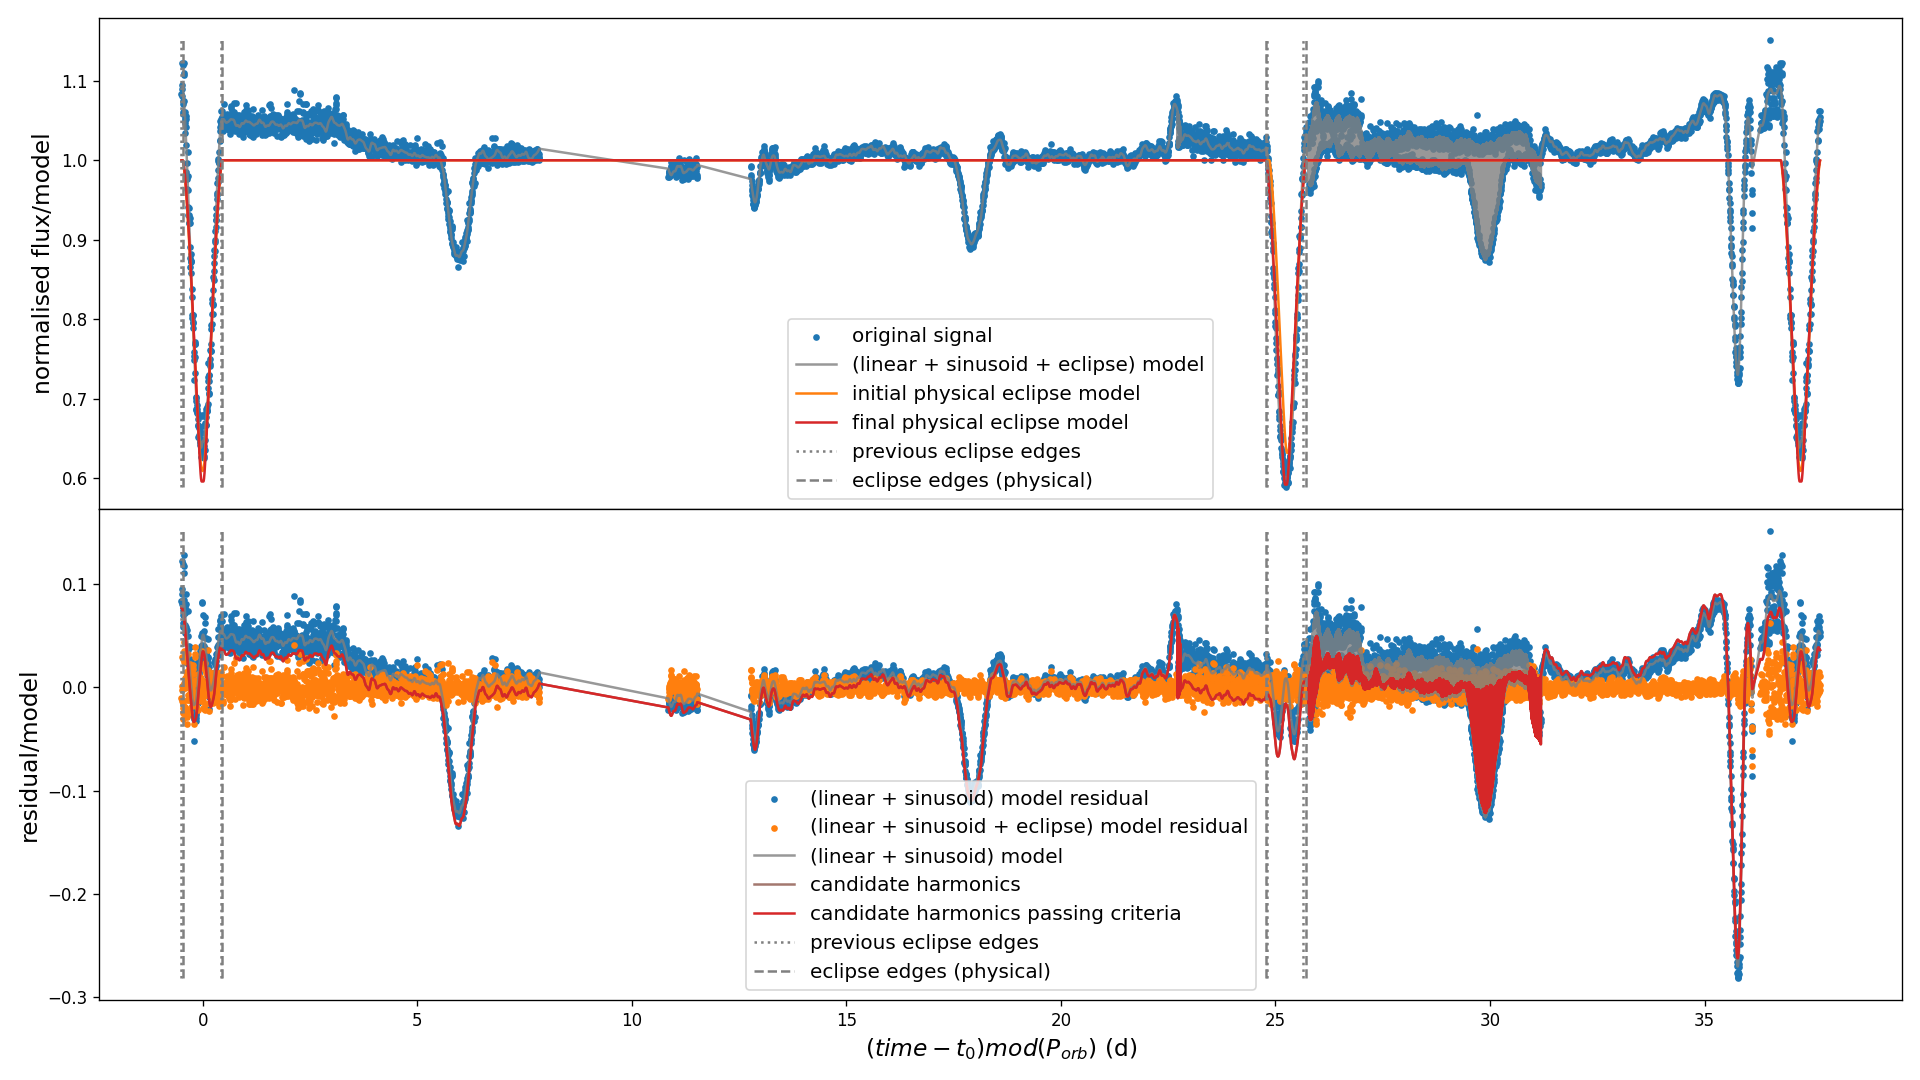 1.1
1.0
0.9
0.8
0.7
0.6
normalised flux/model
original signal
(linear + sinusoid + eclipse) model
initial physical eclipse model
final physical eclipse model
previous eclipse edges
eclipse edges (physical)
0.1
0.0
−0.1
−0.2
−0.3
residual/model
(linear + sinusoid) model residual
(linear + sinusoid + eclipse) model residual
(linear + sinusoid) model
candidate harmonics
candidate harmonics passing criteria
previous eclipse edges
eclipse edges (physical)
0 5 10 15 20 25 30 35
(time − t₀)mod(P_orb) (d)